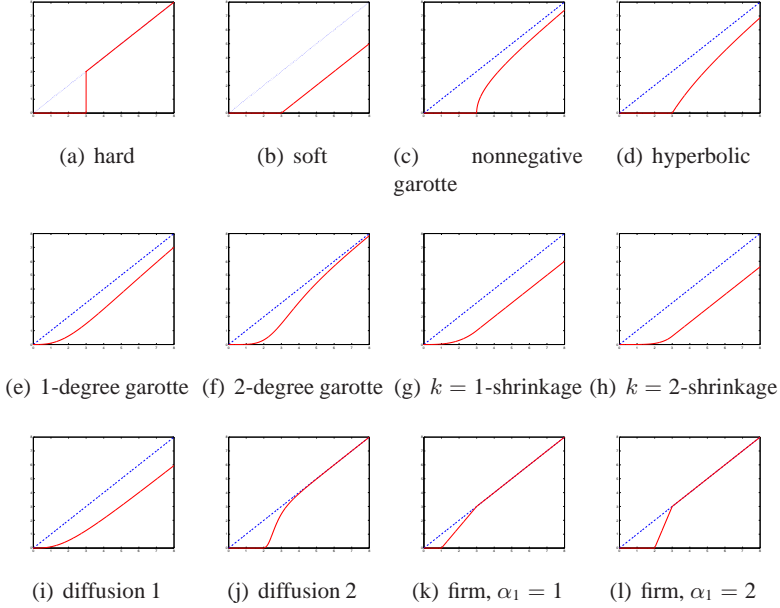 (a) hard
(b) soft
(c) nonnegative
garotte
(d) hyperbolic
(e) 1-degree garotte
(f) 2-degree garotte
(g) k = 1-shrinkage
(h) k = 2-shrinkage
(i) diffusion 1
(j) diffusion 2
(k) firm, α₁ = 1
(l) firm, α₁ = 2